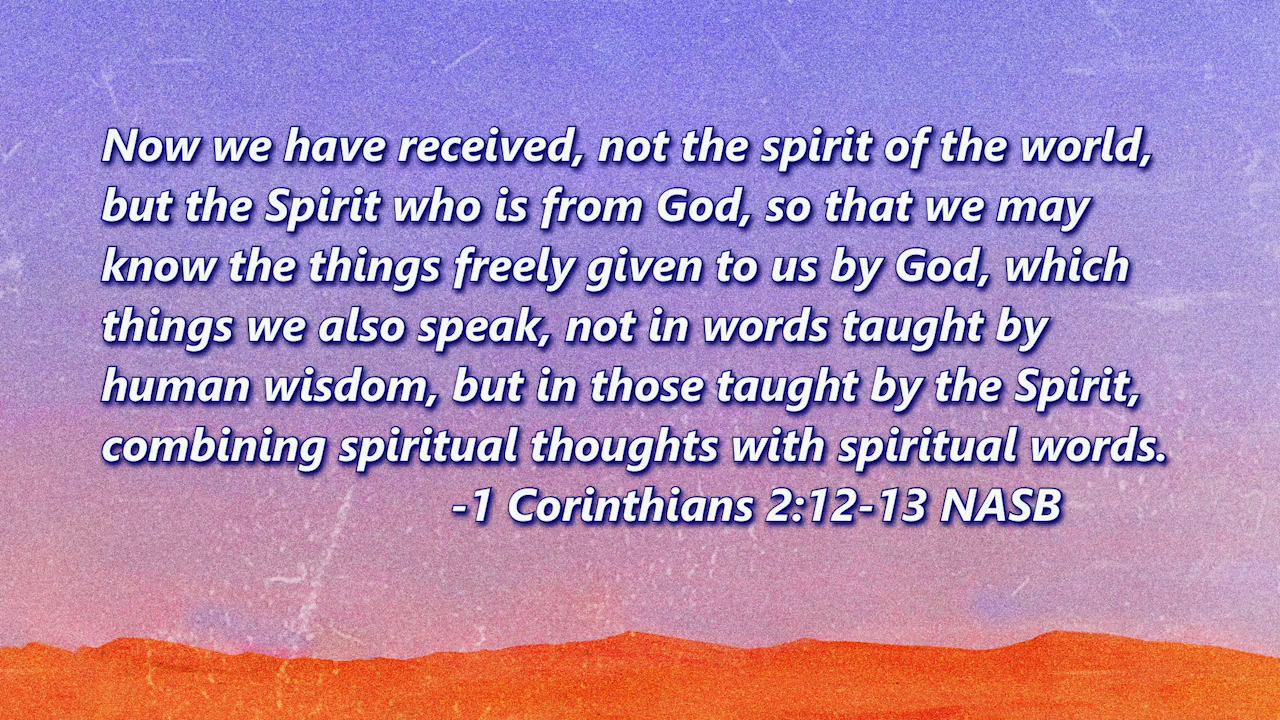 Now we have received, not the spirit of the world,
but the Spirit who is from God, so that we may
know the things freely given to us by God, which
things we also speak, not in words taught by
human wisdom, but in those taught by the Spirit,
combining spiritual thoughts with spiritual words.
-1 Corinthians 2:12-13 NASB